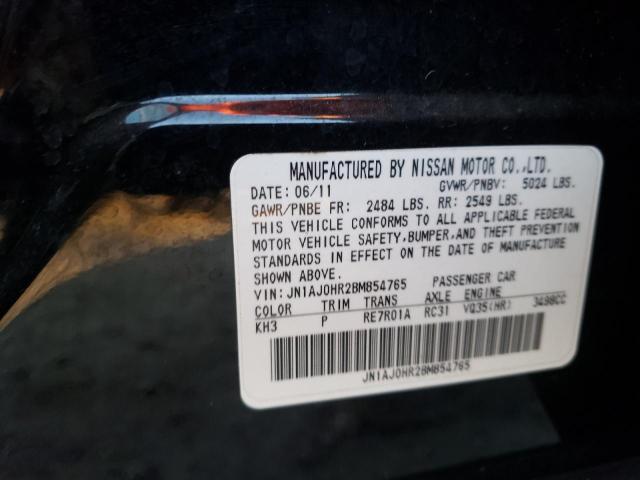 MANUFACTURED BY NISSAN MOTOR CO.,LTD.
DATE: 06/11 GVWR/PNBV: 5024 LBS.
GAWR/PNBE FR: 2484 LBS. RR: 2549 LBS.
THIS VEHICLE CONFORMS TO ALL APPLICABLE FEDERAL
MOTOR VEHICLE SAFETY,BUMPER,AND THEFT PREVENTION
STANDARDS IN EFFECT ON THE DATE OF MANUFACTURE
SHOWN ABOVE.
VIN: JN1AJ0HR2BM854765 PASSENGER CAR
COLOR TRIM TRANS AXLE ENGINE
KH3 P RE7R01A RC31 VQ35(HR) 3498CC
JN1AJ0HR2BM854765